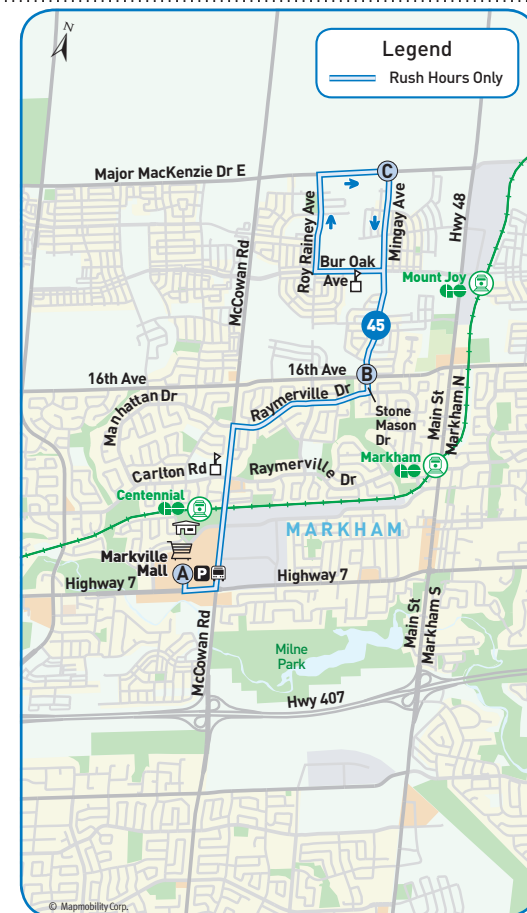 N
Legend
Rush Hours Only
Major MacKenzie Dr E
C
Roy Rainey Ave
Mingay Ave
Hwy 48
McCowan Rd
Bur Oak
Ave
Mount Joy
45
16th Ave
16th Ave
B
Manhattan Dr
Raymerville Dr
Stone
Mason
Dr
Main St
Markham N
Carlton Rd
Raymerville Dr
Markham
Centennial
MARKHAM
Markville
Mall
A
P
Highway 7
Highway 7
McCowan Rd
Main St
Markham S
Milne
Park
Hwy 407
© Mapmobility Corp.